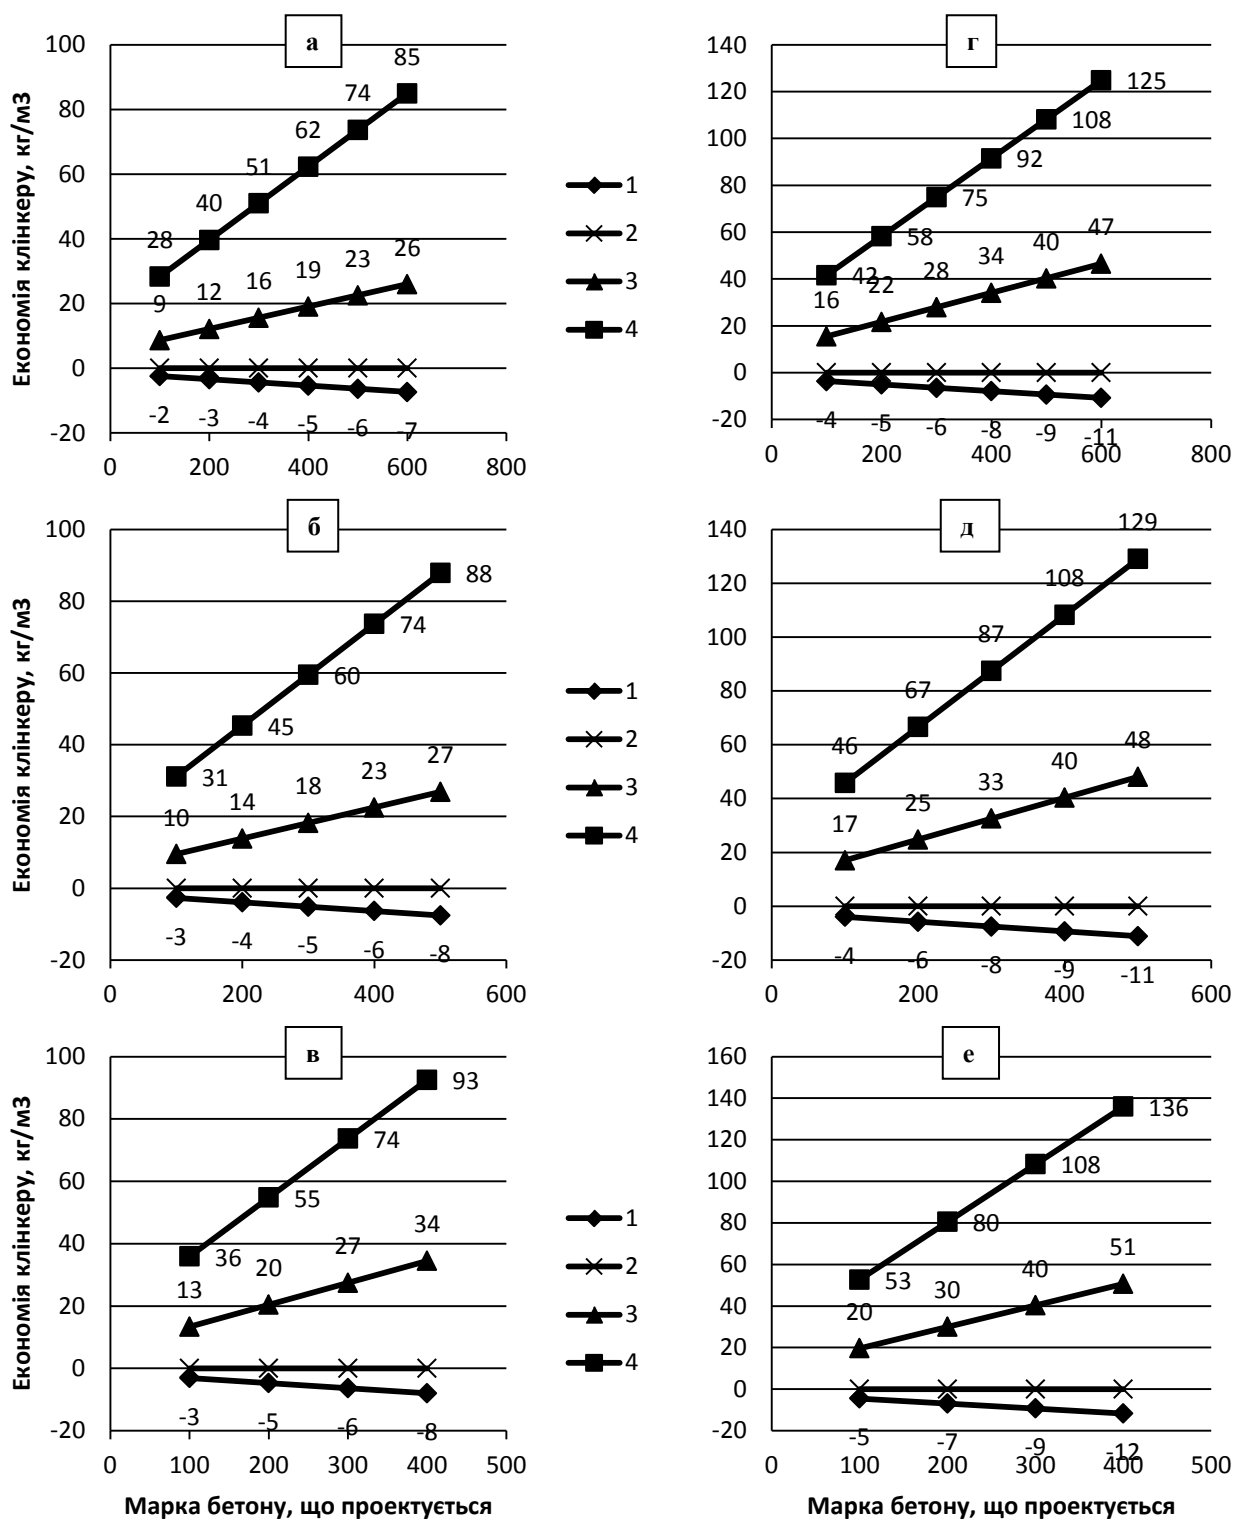 а
Економія клінкеру, кг/м3
100
80
60
40
20
0
-20
0 200 400 600 800
28 40 51 62 74 85
9 12 16 19 23 26
-2 -3 -4 -5 -6 -7
1
2
3
4
г
140
120
100
80
60
40
20
0
-20
0 200 400 600 800
42 58 75 92 108 125
16 22 28 34 40 47
-4 -5 -6 -8 -9 -11
б
Економія клінкеру, кг/м3
100
80
60
40
20
0
-20
0 200 400 600
31 45 60 74 88
10 14 18 23 27
-3 -4 -5 -6 -8
1
2
3
4
д
140
120
100
80
60
40
20
0
-20
0 200 400 600
46 67 87 108 129
17 25 33 40 48
-4 -6 -8 -9 -11
в
Економія клінкеру, кг/м3
100
80
60
40
20
0
-20
0 100 200 300 400 500
36 55 74 93
13 20 27 34
-3 -5 -6 -8
Марка бетону, що проектується
1
2
3
4
е
160
140
120
100
80
60
40
20
0
-20
0 100 200 300 400 500
53 80 108 136
20 30 40 51
-5 -7 -9 -12
Марка бетону, що проектується